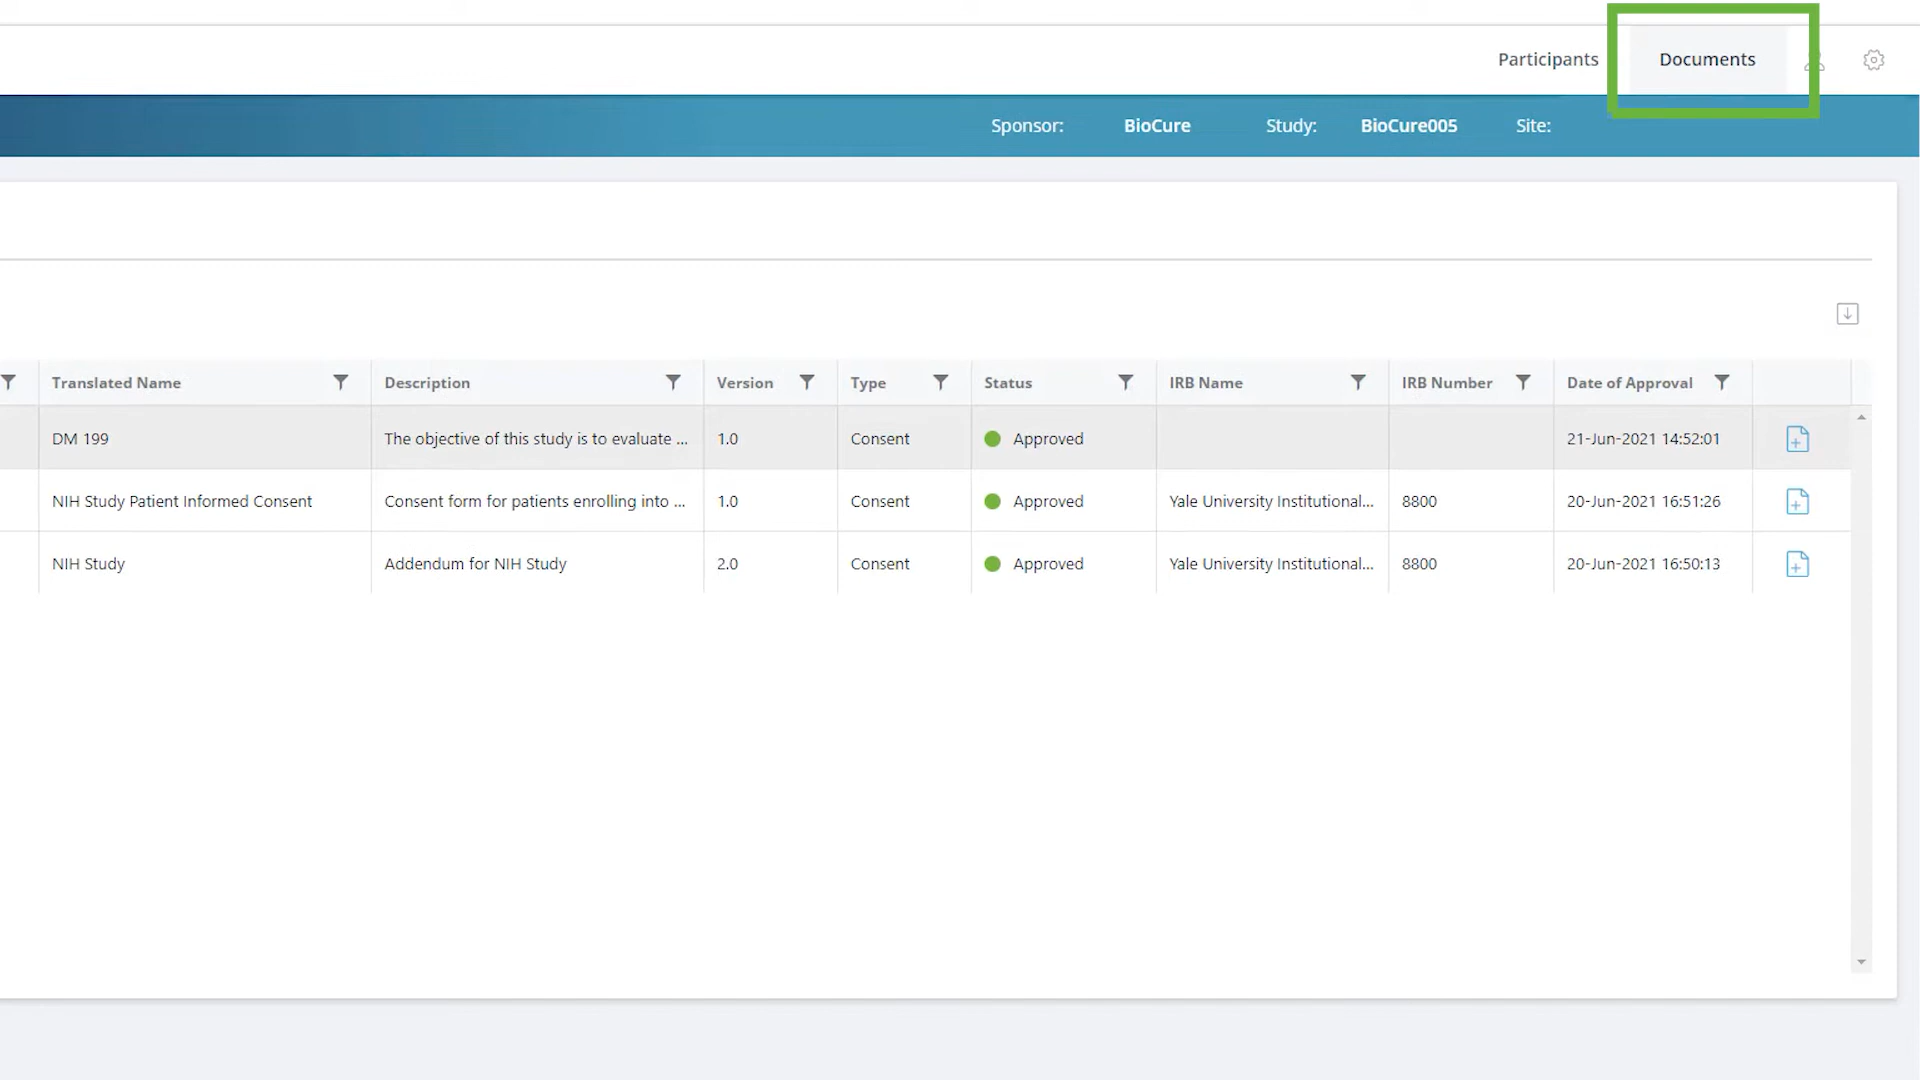 Participants Documents
Sponsor: BioCure Study: BioCure005 Site:
Translated Name Description Version Type Status IRB Name IRB Number Date of Approval
DM 199 The objective of this study is to evaluate ... 1.0 Consent Approved 21-Jun-2021 14:52:01
NIH Study Patient Informed Consent Consent form for patients enrolling into ... 1.0 Consent Approved Yale University Institutional... 8800 20-Jun-2021 16:51:26
NIH Study Addendum for NIH Study 2.0 Consent Approved Yale University Institutional... 8800 20-Jun-2021 16:50:13